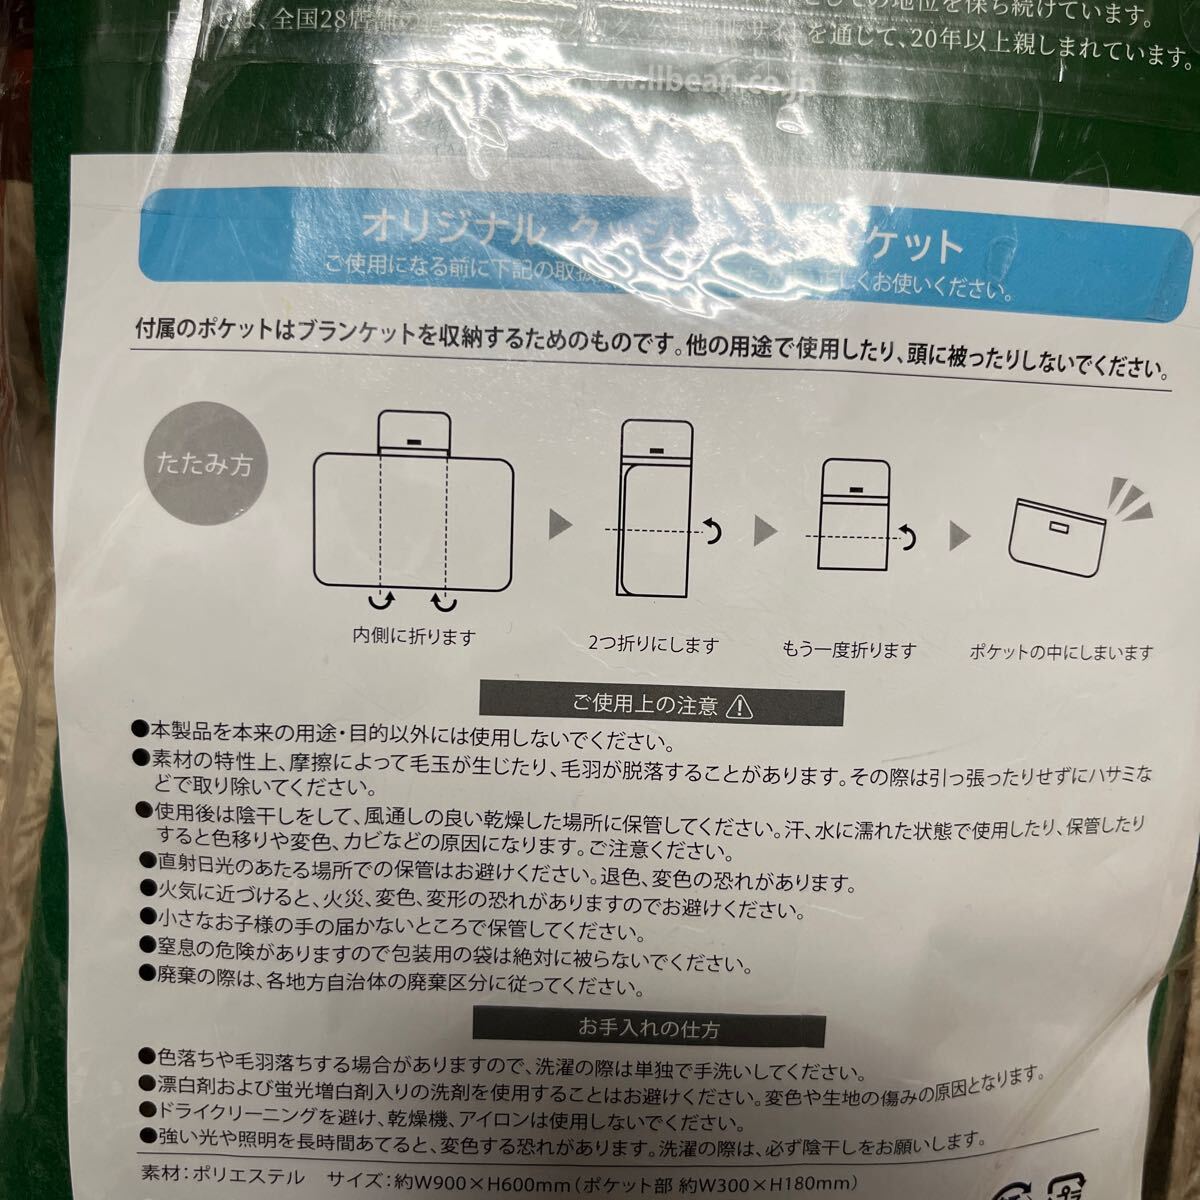 としての地位を保ち続けています。
は、全国28店舗の
を通じて、20年以上親しまれています。
www.llbean.co.jp
オリジナル クッシ ケット
ご使用になる前に下記の取扱 しくお使いください。
付属のポケットはブランケットを収納するためのものです。他の用途で使用したり、頭に被ったりしないでください。
たたみ方
内側に折ります
2つ折りにします
もう一度折ります
ポケットの中にしまいます
ご使用上の注意
●本製品を本来の用途・目的以外には使用しないでください。
●素材の特性上、摩擦によって毛玉が生じたり、毛羽が脱落することがあります。その際は引っ張ったりせずにハサミな
どで取り除いてください。
●使用後は陰干しをして、風通しの良い乾燥した場所に保管してください。汗、水に濡れた状態で使用したり、保管したり
すると色移りや変色、カビなどの原因になります。ご注意ください。
●直射日光のあたる場所での保管はお避けください。退色、変色の恐れがあります。
●火気に近づけると、火災、変色、変形の恐れがありますのでお避けください。
●小さなお子様の手の届かないところで保管してください。
●窒息の危険がありますので包装用の袋は絶対に被らないでください。
●廃棄の際は、各地方自治体の廃棄区分に従ってください。
お手入れの仕方
●色落ちや毛羽落ちする場合がありますので、洗濯の際は単独で手洗いしてください。
●漂白剤および蛍光増白剤入りの洗剤を使用することはお避けください。変色や生地の傷みの原因となります。
●ドライクリーニングを避け、乾燥機、アイロンは使用しないでください。
●強い光や照明を長時間あてると、変色する恐れがあります。洗濯の際は、必ず陰干しをお願いします。
素材：ポリエステル サイズ：約W900×H600mm（ポケット部 約W300×H180mm）